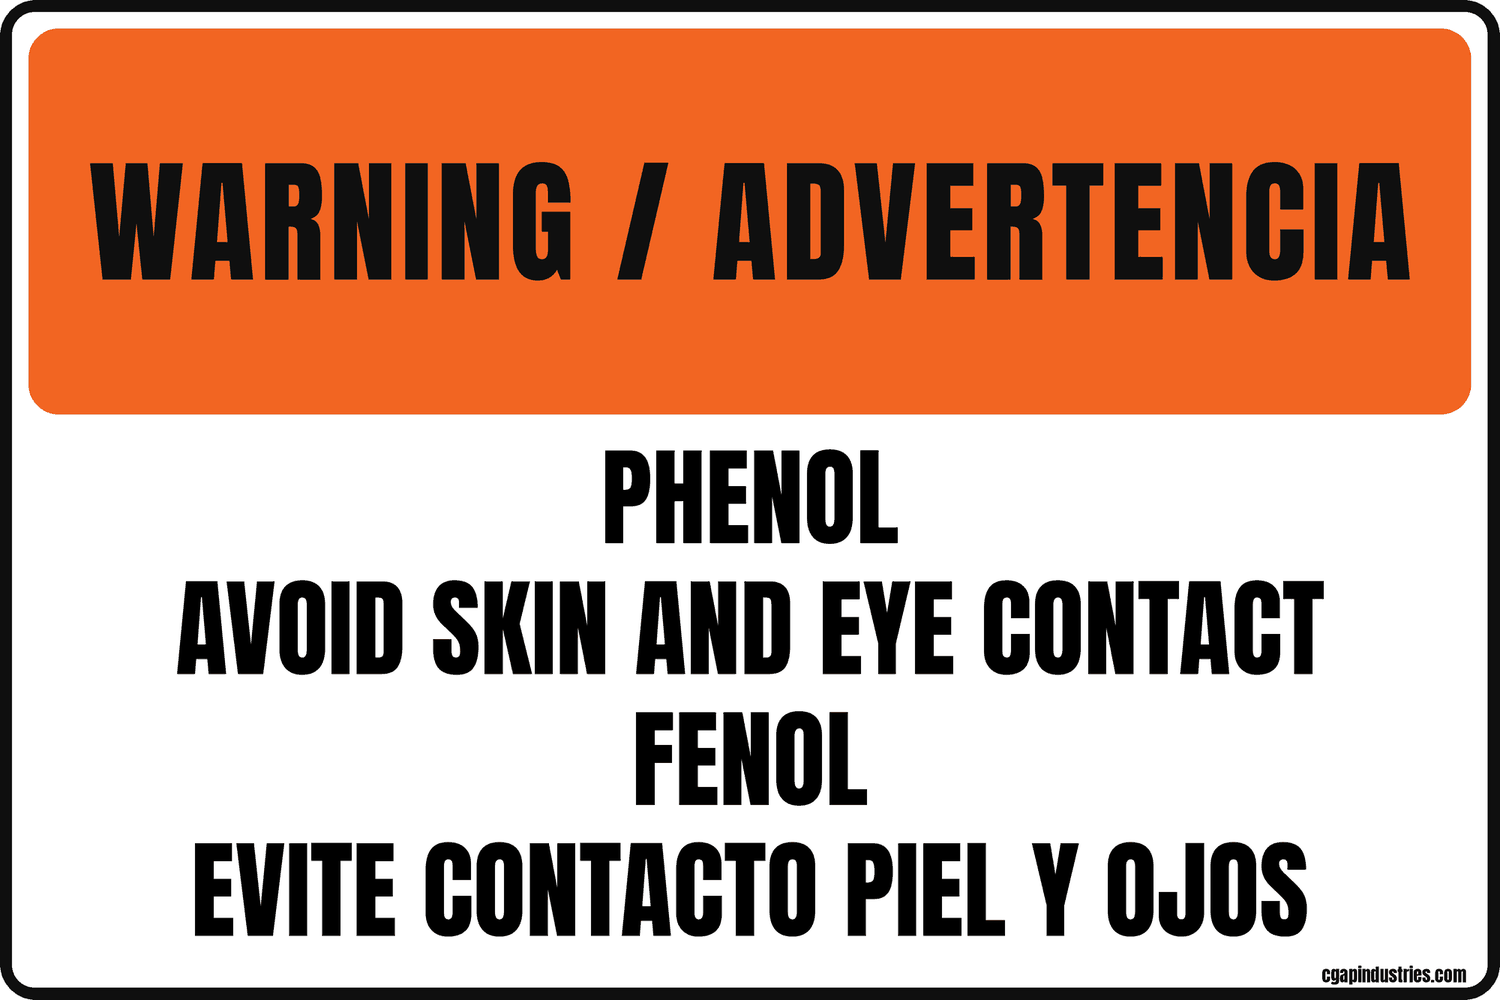 WARNING / ADVERTENCIA
PHENOL
AVOID SKIN AND EYE CONTACT
FENOL
EVITE CONTACTO PIEL Y OJOS
cgapindustries.com